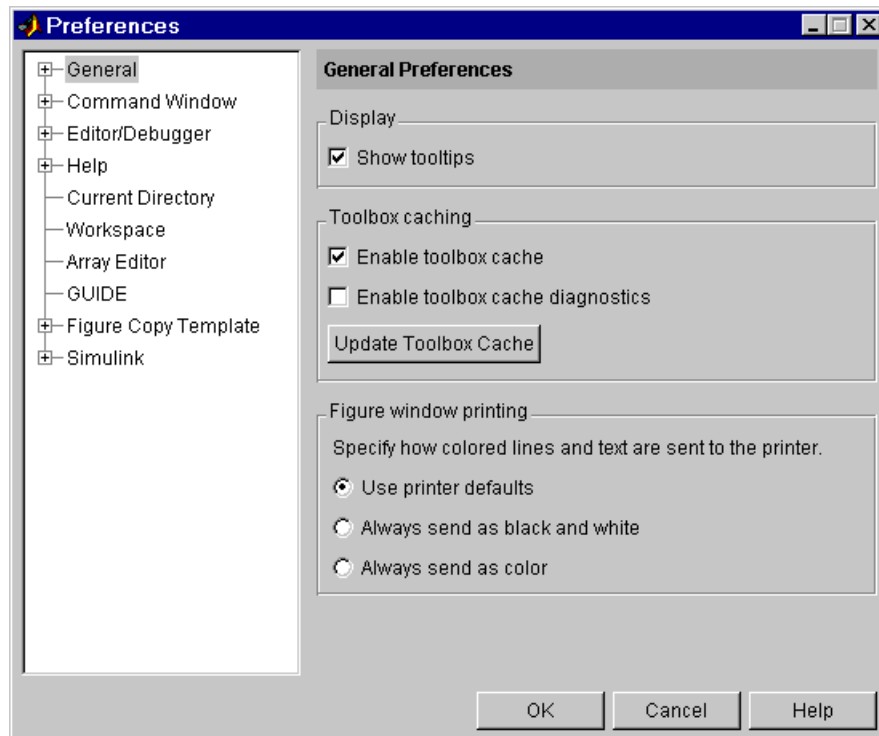 Preferences
General
Command Window
Editor/Debugger
Help
Current Directory
Workspace
Array Editor
GUIDE
Figure Copy Template
Simulink
General Preferences
Display
Show tooltips
Toolbox caching
Enable toolbox cache
Enable toolbox cache diagnostics
Update Toolbox Cache
Figure window printing
Specify how colored lines and text are sent to the printer.
Use printer defaults
Always send as black and white
Always send as color
OK
Cancel
Help